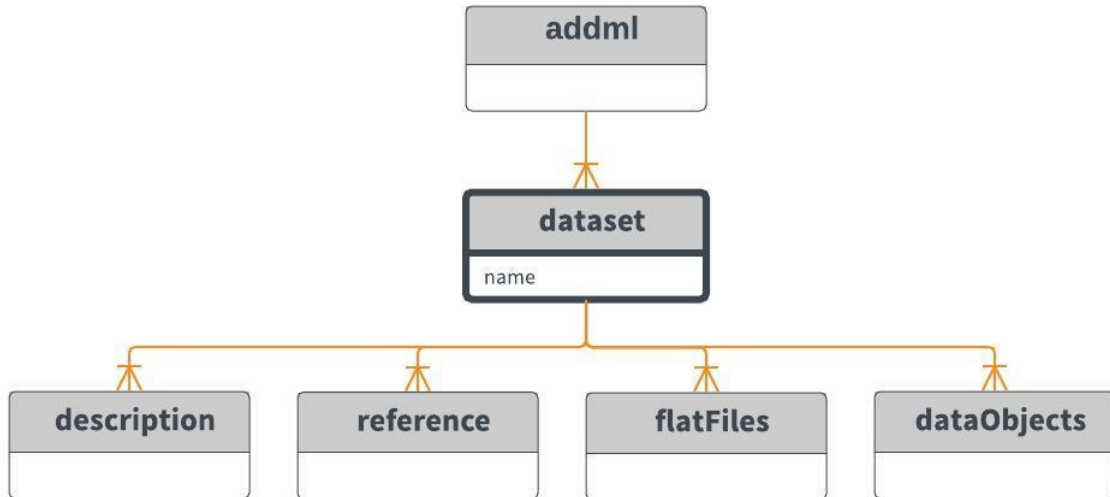 addml
dataset
name
description
reference
flatFiles
dataObjects